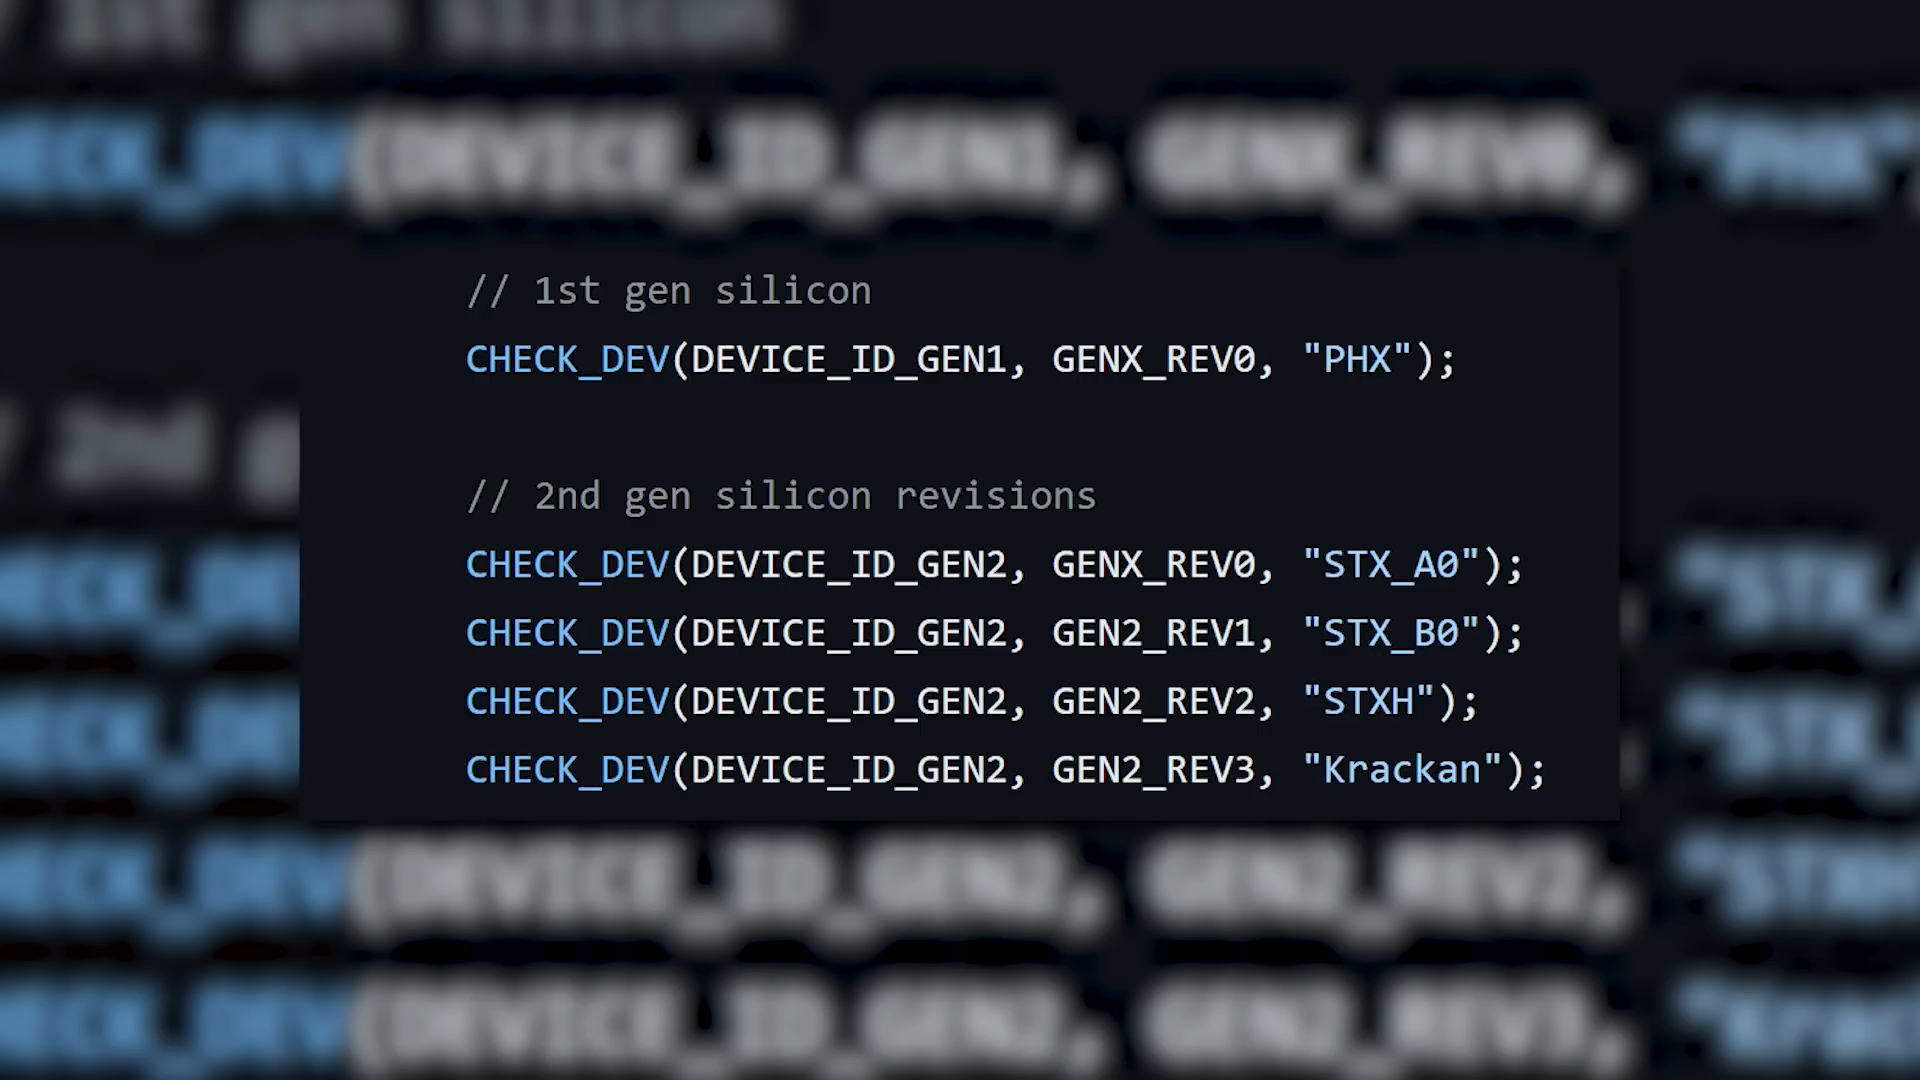 // 1st gen silicon
CHECK_DEV(DEVICE_ID_GEN1, GENX_REV0, "PHX");
// 2nd gen silicon revisions
CHECK_DEV(DEVICE_ID_GEN2, GENX_REV0, "STX_A0");
CHECK_DEV(DEVICE_ID_GEN2, GEN2_REV1, "STX_B0");
CHECK_DEV(DEVICE_ID_GEN2, GEN2_REV2, "STXH");
CHECK_DEV(DEVICE_ID_GEN2, GEN2_REV3, "Krackan");